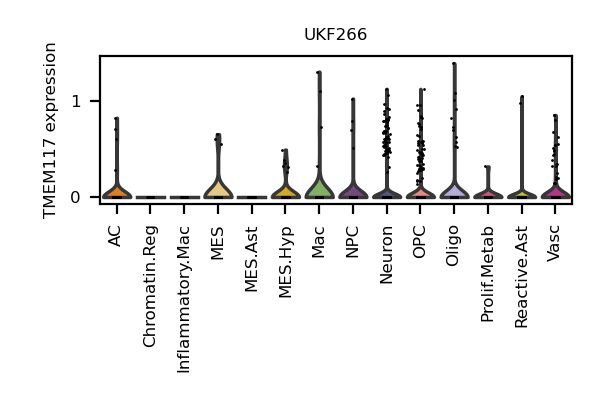 UKF266
TMEM117 expression
1
0
AC
Chromatin.Reg
Inflammatory.Mac
MES
MES.Ast
MES.Hyp
Mac
NPC
Neuron
OPC
Oligo
Prolif.Metab
Reactive.Ast
Vasc